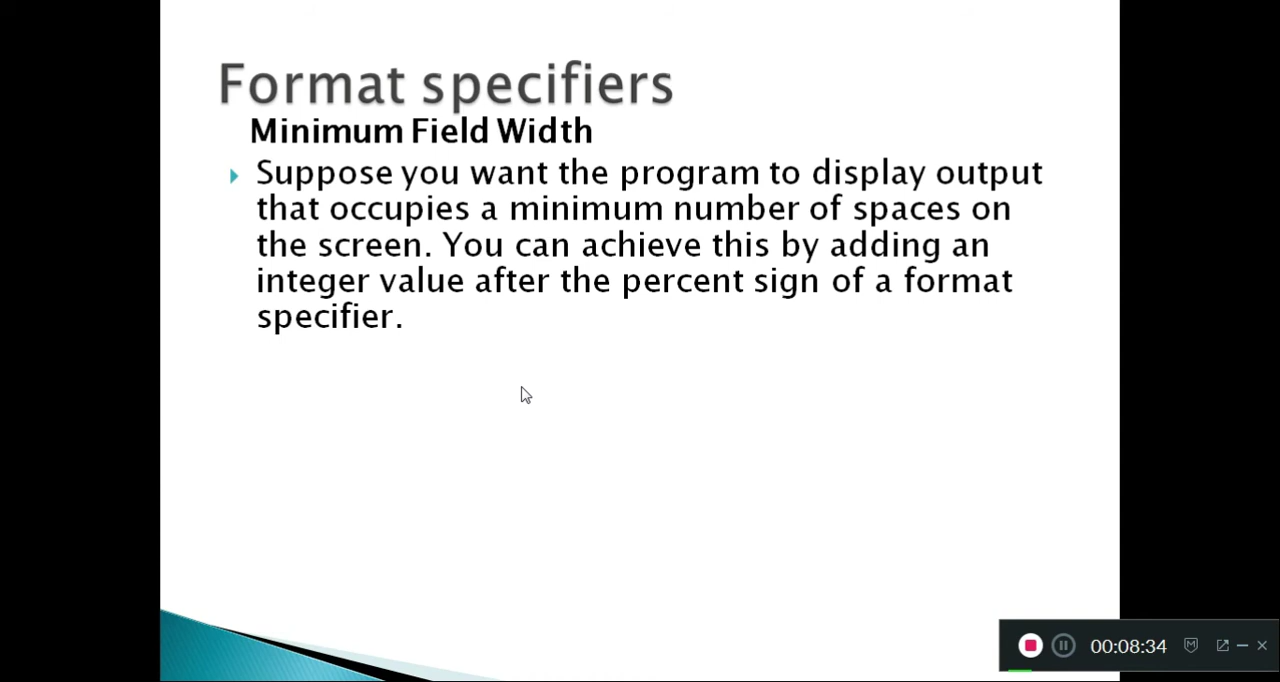 Format specifiers
Minimum Field Width
Suppose you want the program to display output
that occupies a minimum number of spaces on
the screen. You can achieve this by adding an
integer value after the percent sign of a format
specifier.
00:08:34